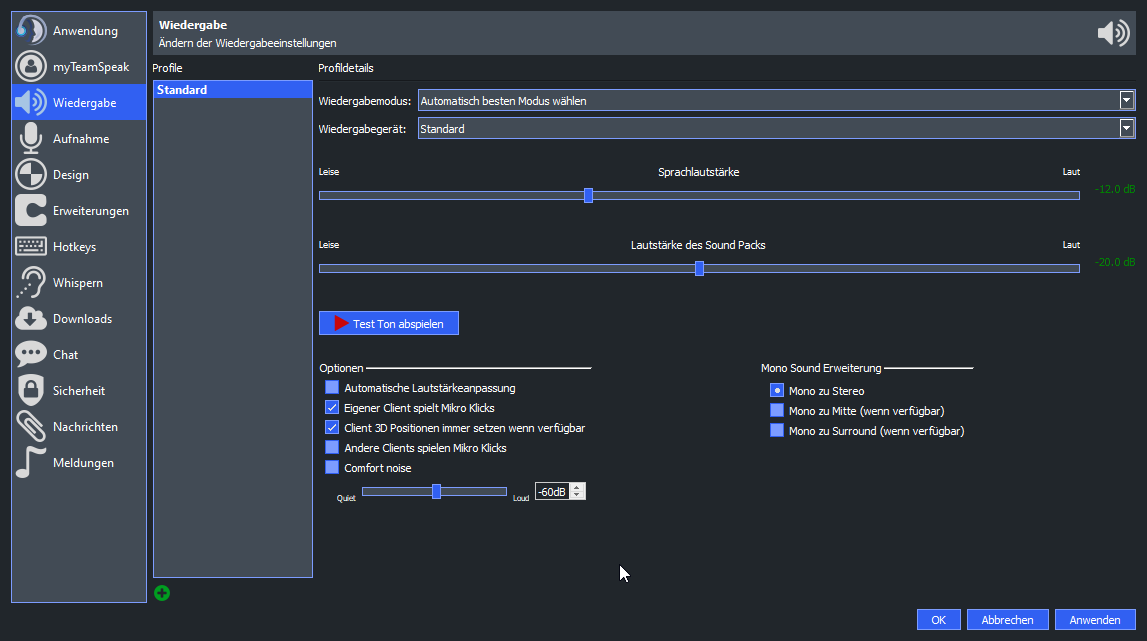 Anwendung
myTeamSpeak
Wiedergabe
Aufnahme
Design
Erweiterungen
Hotkeys
Whispern
Downloads
Chat
Sicherheit
Nachrichten
Meldungen
Wiedergabe
Ändern der Wiedergabeeinstellungen
Profile
Standard
Profildetails
Wiedergabemodus: Automatisch besten Modus wählen
Wiedergabegerät: Standard
Leise Sprachlautstärke Laut
-12.0 dB
Leise Lautstärke des Sound Packs Laut
-20.0 dB
Test Ton abspielen
Optionen
Automatische Lautstärkeanpassung
Eigener Client spielt Mikro Klicks
Client 3D Positionen immer setzen wenn verfügbar
Andere Clients spielen Mikro Klicks
Comfort noise
Quiet Loud -60dB
Mono Sound Erweiterung
Mono zu Stereo
Mono zu Mitte (wenn verfügbar)
Mono zu Surround (wenn verfügbar)
OK Abbrechen Anwenden